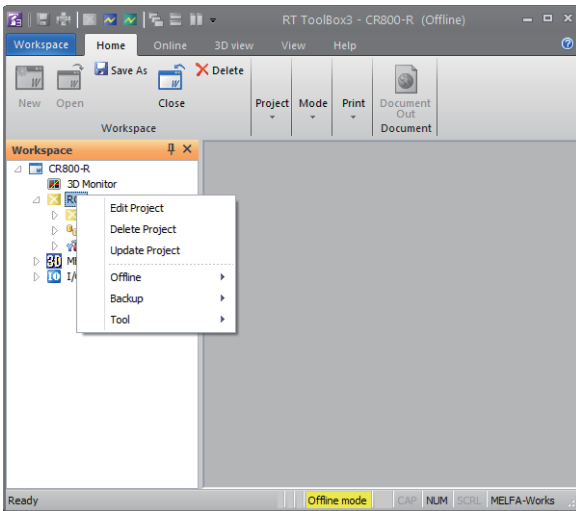 RT ToolBox3 - CR800-R (Offline)
Workspace Home Online 3D view View Help
Save As Delete
New Open Close Project Mode Print Document Out
Workspace Document
Workspace
CR800-R
3D Monitor
Edit Project
Delete Project
Update Project
Offline
Backup
Tool
Ready Offline mode CAP NUM SCRL MELFA-Works